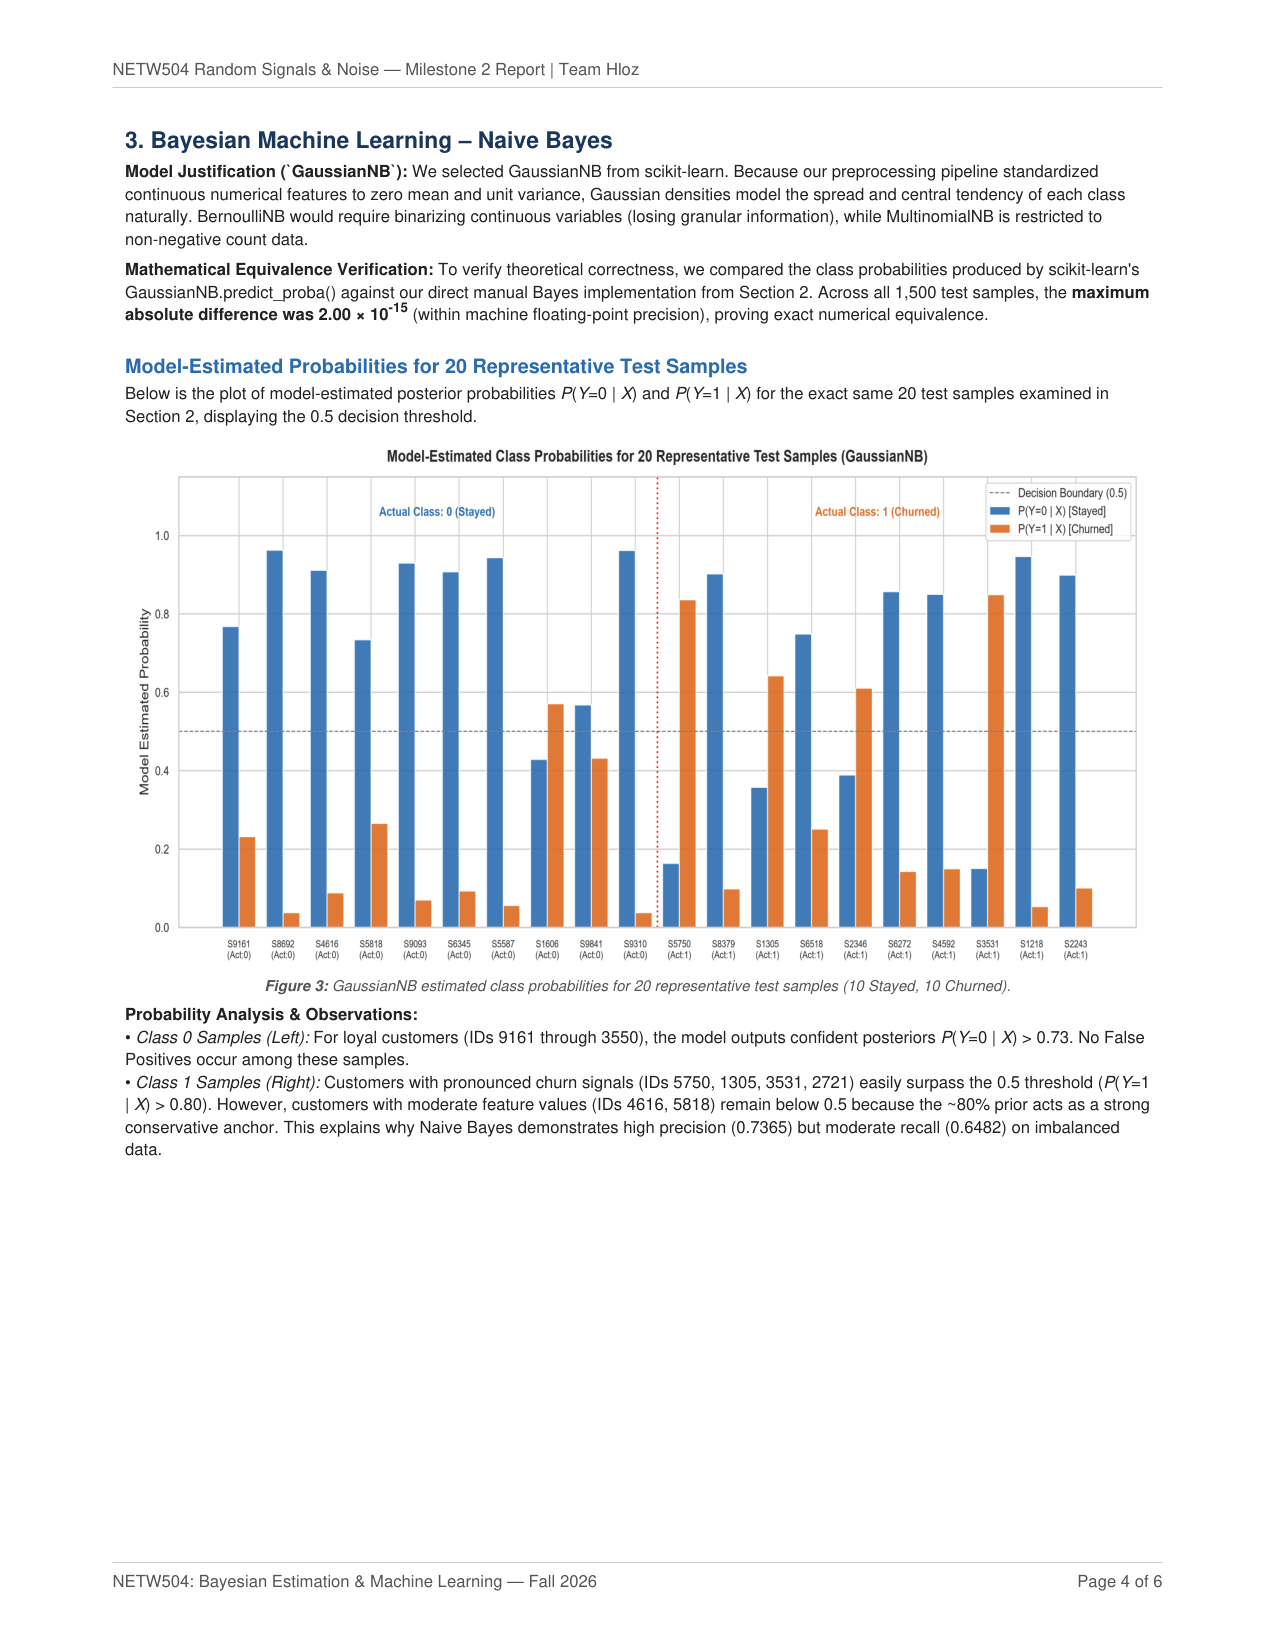 NETW504 Random Signals & Noise — Milestone 2 Report | Team Hloz
3. Bayesian Machine Learning – Naive Bayes
Model Justification (`GaussianNB`): We selected GaussianNB from scikit-learn. Because our preprocessing pipeline standardized
continuous numerical features to zero mean and unit variance, Gaussian densities model the spread and central tendency of each class
naturally. BernoulliNB would require binarizing continuous variables (losing granular information), while MultinomialNB is restricted to
non-negative count data.
Mathematical Equivalence Verification: To verify theoretical correctness, we compared the class probabilities produced by scikit-learn's
GaussianNB.predict_proba() against our direct manual Bayes implementation from Section 2. Across all 1,500 test samples, the maximum
absolute difference was 2.00 × 10^-15 (within machine floating-point precision), proving exact numerical equivalence.
Model-Estimated Probabilities for 20 Representative Test Samples
Below is the plot of model-estimated posterior probabilities P(Y=0 | X) and P(Y=1 | X) for the exact same 20 test samples examined in
Section 2, displaying the 0.5 decision threshold.
Model-Estimated Class Probabilities for 20 Representative Test Samples (GaussianNB)
Actual Class: 0 (Stayed)
Actual Class: 1 (Churned)
Decision Boundary (0.5)
P(Y=0 | X) [Stayed]
P(Y=1 | X) [Churned]
Model Estimated Probability
1.0
0.8
0.6
0.4
0.2
0.0
S9161 S8692 S4616 S5818 S9093 S6345 S5587 S1606 S9841 S9310 S5750 S8379 S1305 S6518 S2346 S6272 S4592 S3531 S1218 S2243
(Act:0) (Act:0) (Act:0) (Act:0) (Act:0) (Act:0) (Act:0) (Act:0) (Act:0) (Act:0) (Act:1) (Act:1) (Act:1) (Act:1) (Act:1) (Act:1) (Act:1) (Act:1) (Act:1) (Act:1)
Figure 3: GaussianNB estimated class probabilities for 20 representative test samples (10 Stayed, 10 Churned).
Probability Analysis & Observations:
• Class 0 Samples (Left): For loyal customers (IDs 9161 through 3550), the model outputs confident posteriors P(Y=0 | X) > 0.73. No False
Positives occur among these samples.
• Class 1 Samples (Right): Customers with pronounced churn signals (IDs 5750, 1305, 3531, 2721) easily surpass the 0.5 threshold (P(Y=1
| X) > 0.80). However, customers with moderate feature values (IDs 4616, 5818) remain below 0.5 because the ~80% prior acts as a strong
conservative anchor. This explains why Naive Bayes demonstrates high precision (0.7365) but moderate recall (0.6482) on imbalanced
data.
NETW504: Bayesian Estimation & Machine Learning — Fall 2026
Page 4 of 6